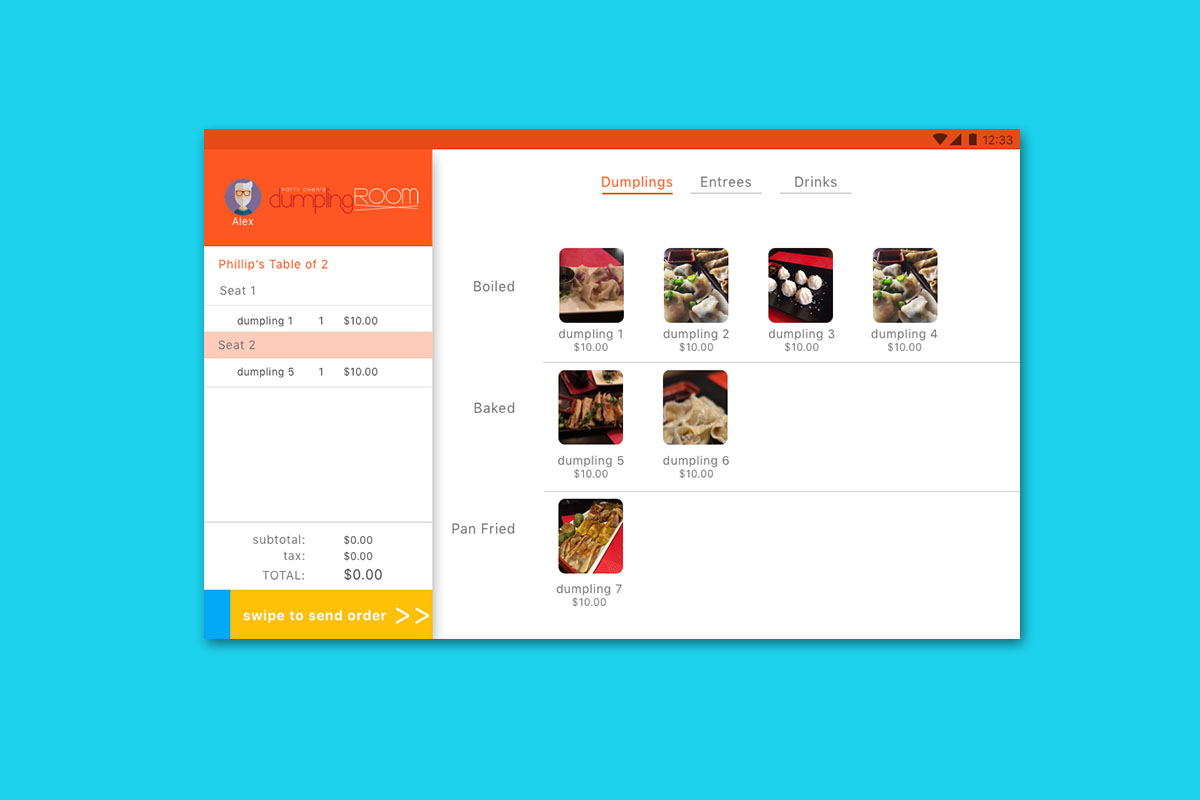 12:33
PATTY CHEN'S
dumplingROOM
Alex
Phillip's Table of 2
Seat 1
dumpling 1 1 $10.00
Seat 2
dumpling 5 1 $10.00
subtotal: $0.00
tax: $0.00
TOTAL: $0.00
swipe to send order >>
Dumplings Entrees Drinks
Boiled
dumpling 1 dumpling 2 dumpling 3 dumpling 4
$10.00 $10.00 $10.00 $10.00
Baked
dumpling 5 dumpling 6
$10.00 $10.00
Pan Fried
dumpling 7
$10.00